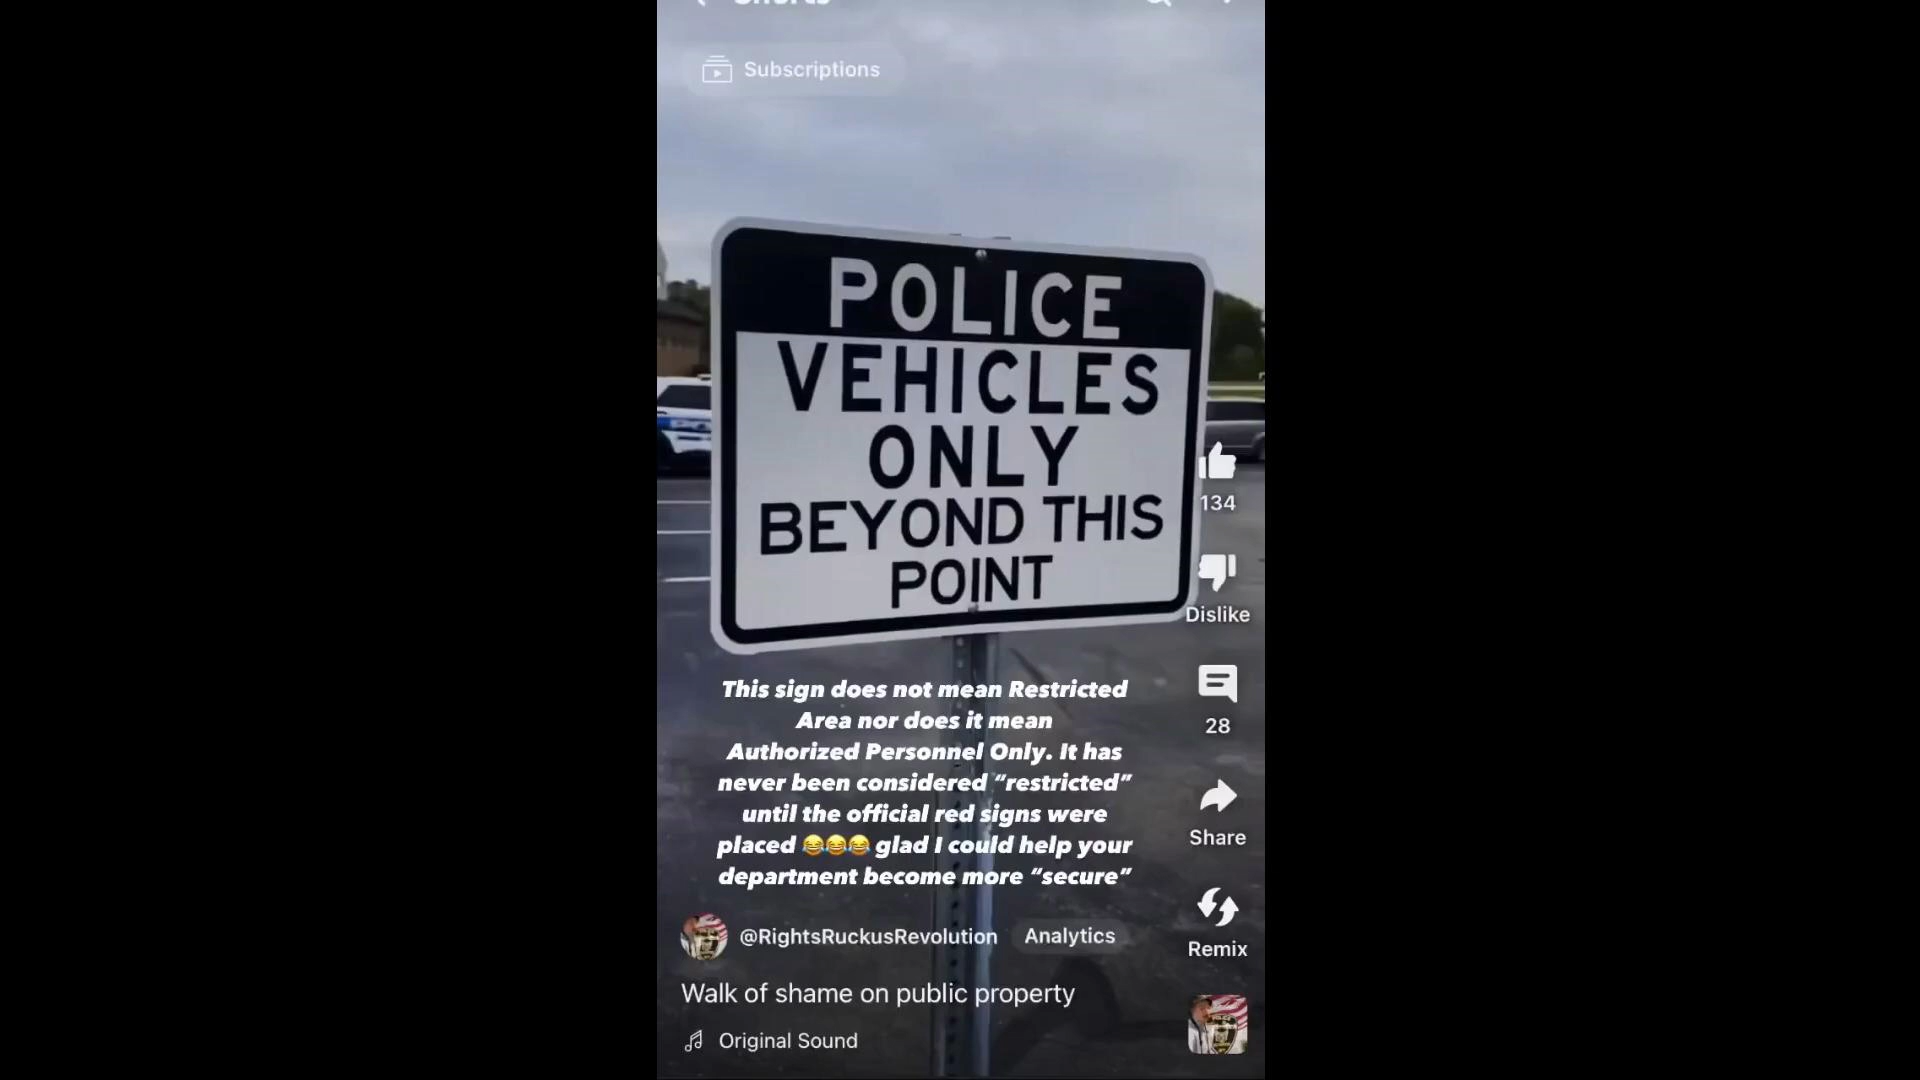 Shorts
Subscriptions
POLICE
VEHICLES
ONLY
BEYOND THIS
POINT
134
Dislike
This sign does not mean Restricted
Area nor does it mean
Authorized Personnel Only. It has
never been considered “restricted”
until the official red signs were
placed 😂😂😂 glad I could help your
department become more “secure”
28
Share
@RightsRuckusRevolution
Analytics
Remix
Walk of shame on public property
Original Sound